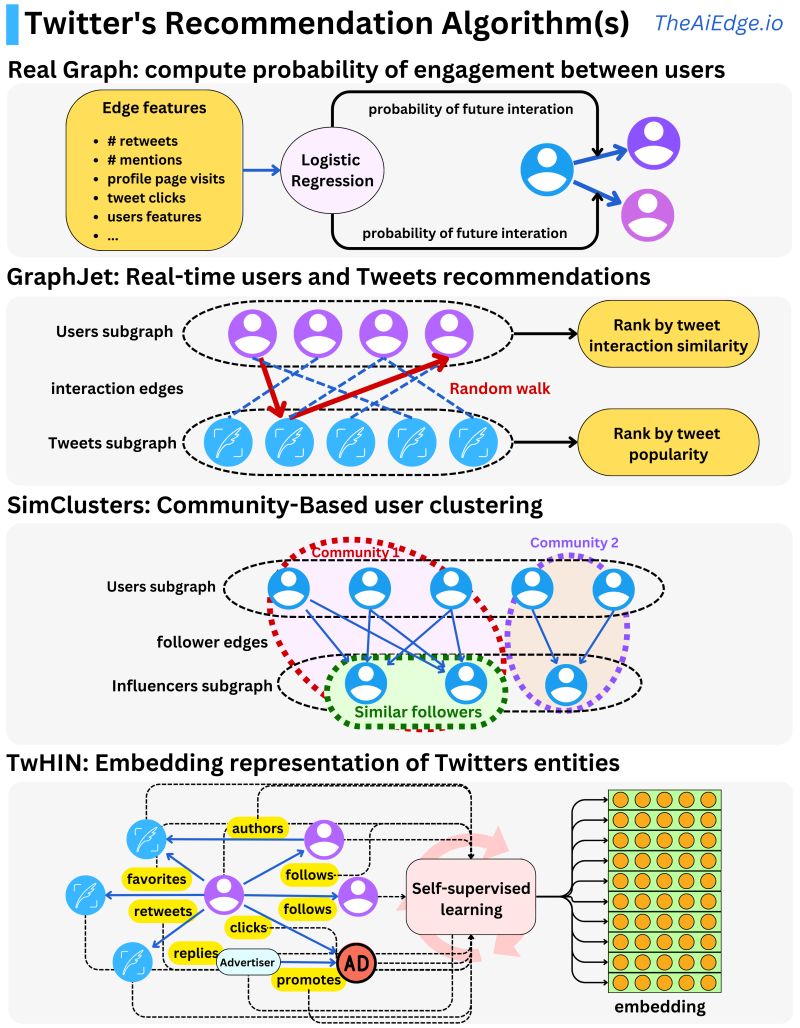 Twitter's Recommendation Algorithm(s)
TheAiEdge.io
Real Graph: compute probability of engagement between users
Edge features
# retweets
# mentions
profile page visits
tweet clicks
users features
...
Logistic
Regression
probability of future interation
probability of future interation
GraphJet: Real-time users and Tweets recommendations
Users subgraph
interaction edges
Tweets subgraph
Random walk
Rank by tweet
interaction similarity
Rank by tweet
popularity
SimClusters: Community-Based user clustering
Community 1
Community 2
Users subgraph
follower edges
Influencers subgraph
Similar followers
TwHIN: Embedding representation of Twitters entities
authors
favorites
follows
retweets
follows
clicks
replies
Advertiser
AD
promotes
Self-supervised
learning
embedding